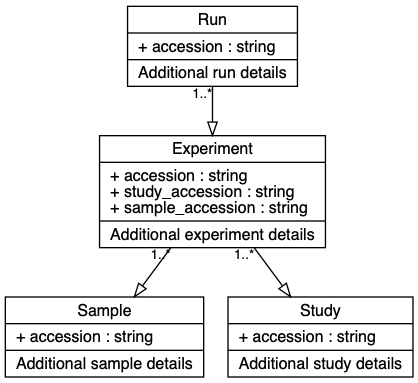 Run
+ accession : string
Additional run details
1..*
Experiment
+ accession : string
+ study_accession : string
+ sample_accession : string
Additional experiment details
1..*
1..*
Sample
+ accession : string
Additional sample details
Study
+ accession : string
Additional study details